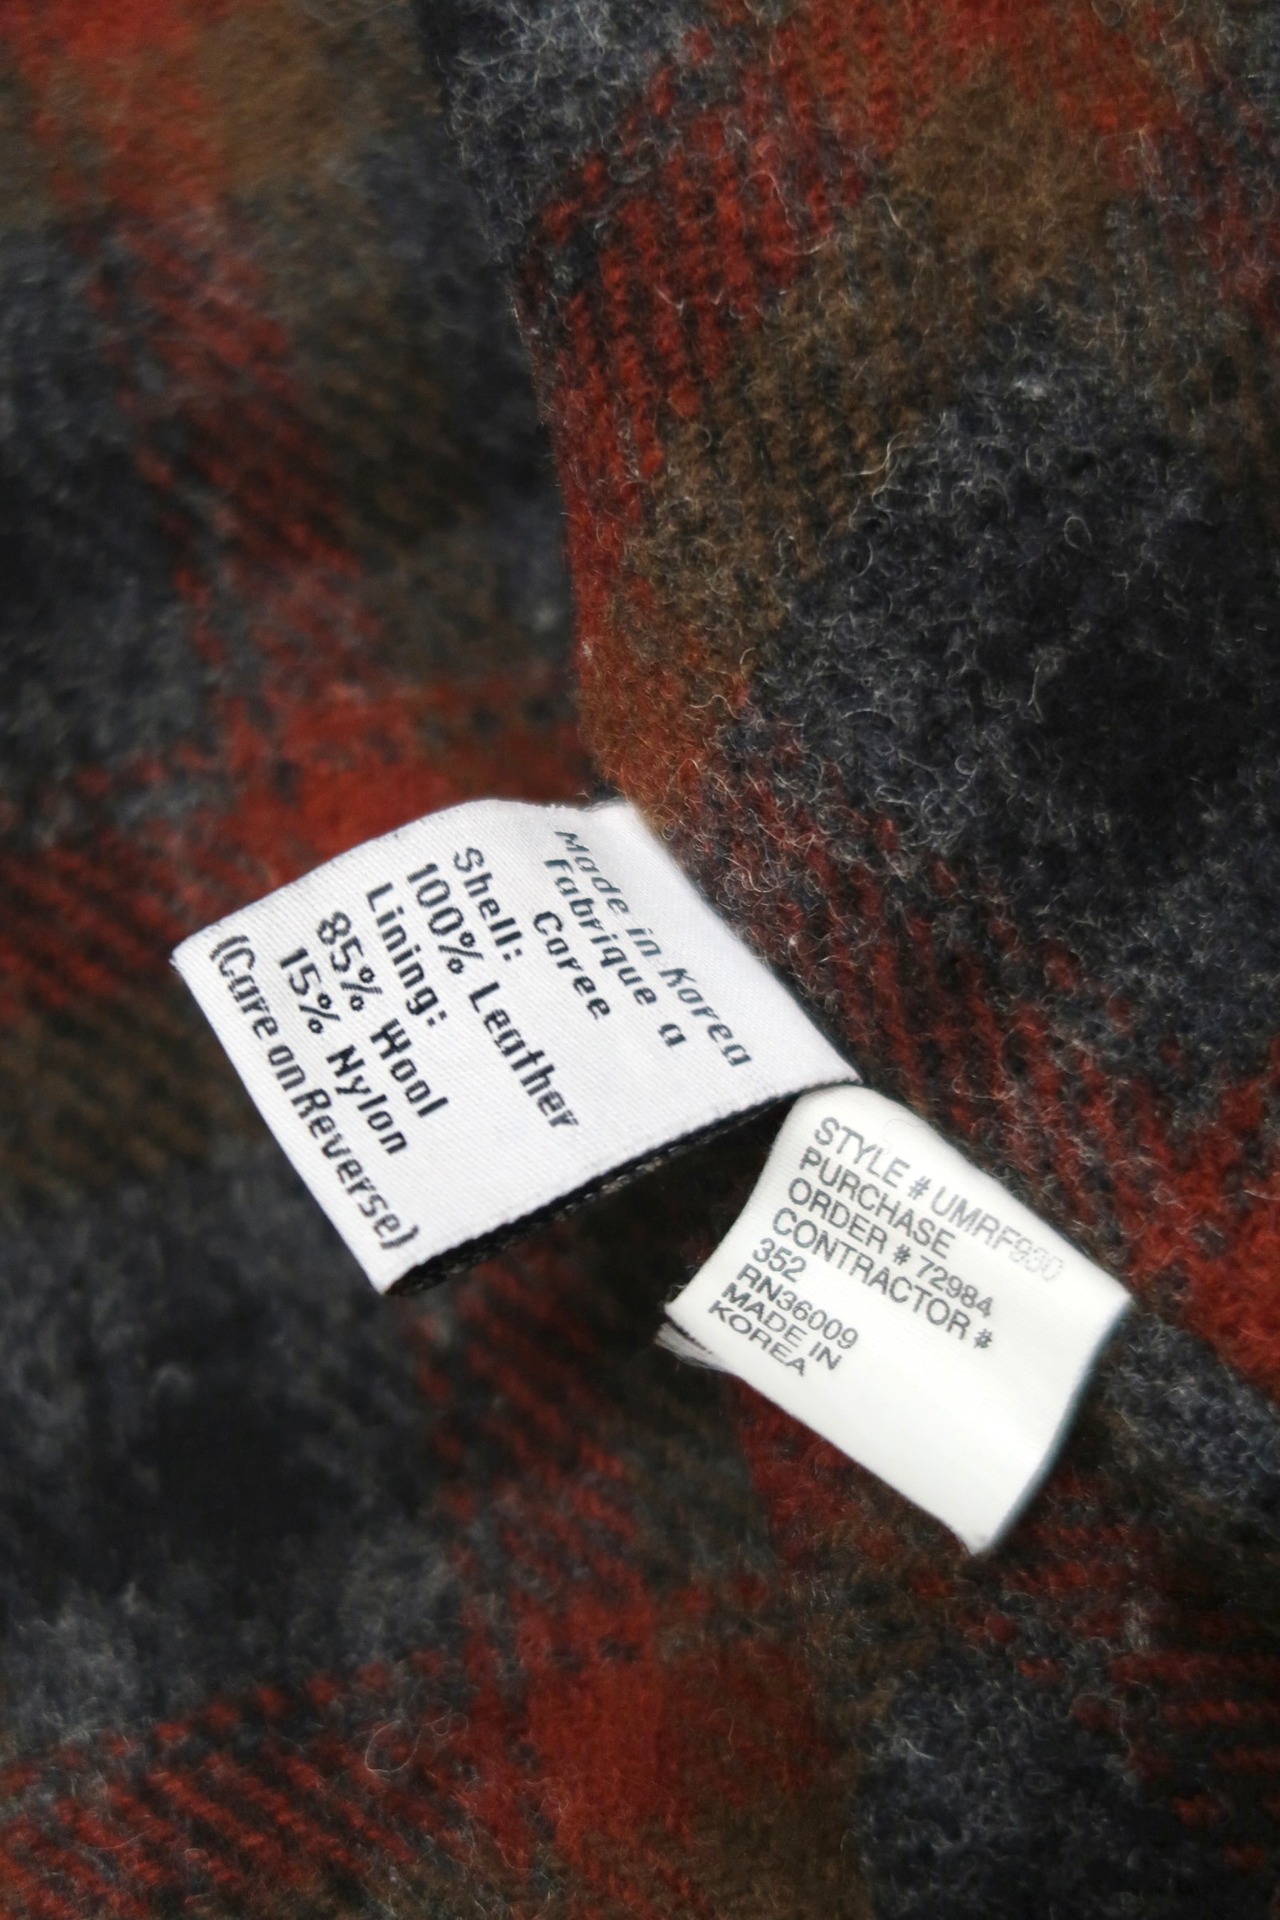 Made in Korea
Fabrique a
Coree
Shell:
100% Leather
Lining:
85% Wool
15% Nylon
(Care on Reverse)
STYLE # UMRF930
PURCHASE
ORDER # 72984
CONTRACTOR #
352
RN36009
MADE IN
KOREA